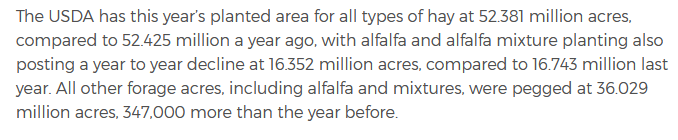 The USDA has this year's planted area for all types of hay at 52.381 million acres,
compared to 52.425 million a year ago, with alfalfa and alfalfa mixture planting also
posting a year to year decline at 16.352 million acres, compared to 16.743 million last
year. All other forage acres, including alfalfa and mixtures, were pegged at 36.029
million acres, 347,000 more than the year before.